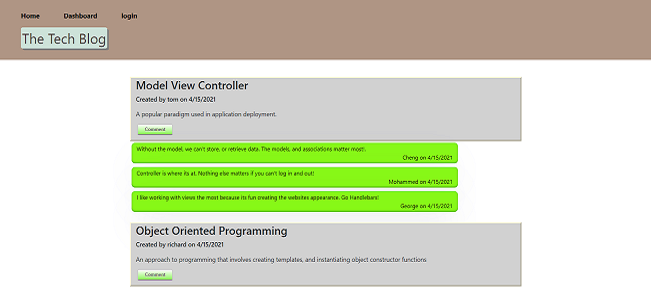 Home Dashboard login
The Tech Blog
Model View Controller
Created by tom on 4/15/2021
A popular paradigm used in application deployment.
Comment
Without the model, we can't store, or retrieve data. The models, and associations matter most!.
Cheng on 4/15/2021
Controller is where its at. Nothing else matters if you can't log in and out!
Mohammed on 4/15/2021
I like working with views the most because its fun creating the websites appearance. Go Handlebars!
George on 4/15/2021
Object Oriented Programming
Created by richard on 4/15/2021
An approach to programming that involves creating templates, and instantiating object constructor functions
Comment